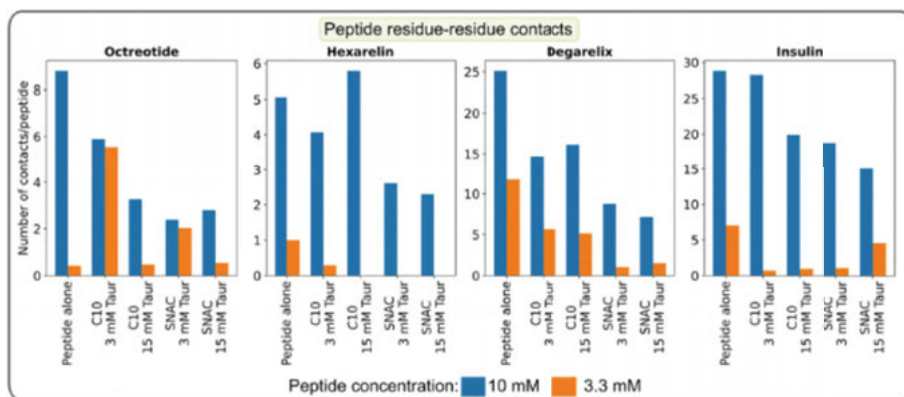 Peptide residue-residue contacts
Octreotide
Hexarelin
Degarelix
Insulin
Number of contacts/peptide
8
6
4
2
0
6
5
4
3
2
1
0
25
20
15
10
5
0
30
25
20
15
10
5
0
Peptide alone
C10
3 mM Taur
C10
15 mM Taur
SNAC
3 mM Taur
SNAC
15 mM Taur
Peptide alone
C10
3 mM Taur
C10
15 mM Taur
SNAC
3 mM Taur
SNAC
15 mM Taur
Peptide alone
C10
3 mM Taur
C10
15 mM Taur
SNAC
3 mM Taur
SNAC
15 mM Taur
Peptide alone
C10
3 mM Taur
C10
15 mM Taur
SNAC
3 mM Taur
SNAC
15 mM Taur
Peptide concentration: 10 mM 3.3 mM